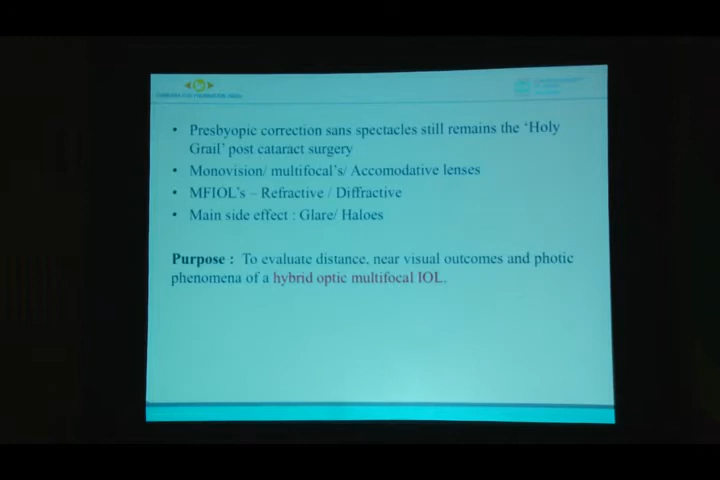 • Presbyopic correction sans spectacles still remains the ‘Holy
Grail’ post cataract surgery
• Monovision/ multifocal's/ Accomodative lenses
• MFIOL's – Refractive / Diffractive
• Main side effect : Glare/ Haloes
Purpose : To evaluate distance, near visual outcomes and photic
phenomena of a hybrid optic multifocal IOL.